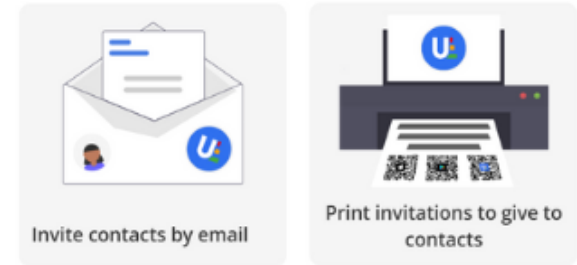 U
U
Invite contacts by email
Print invitations to give to
contacts